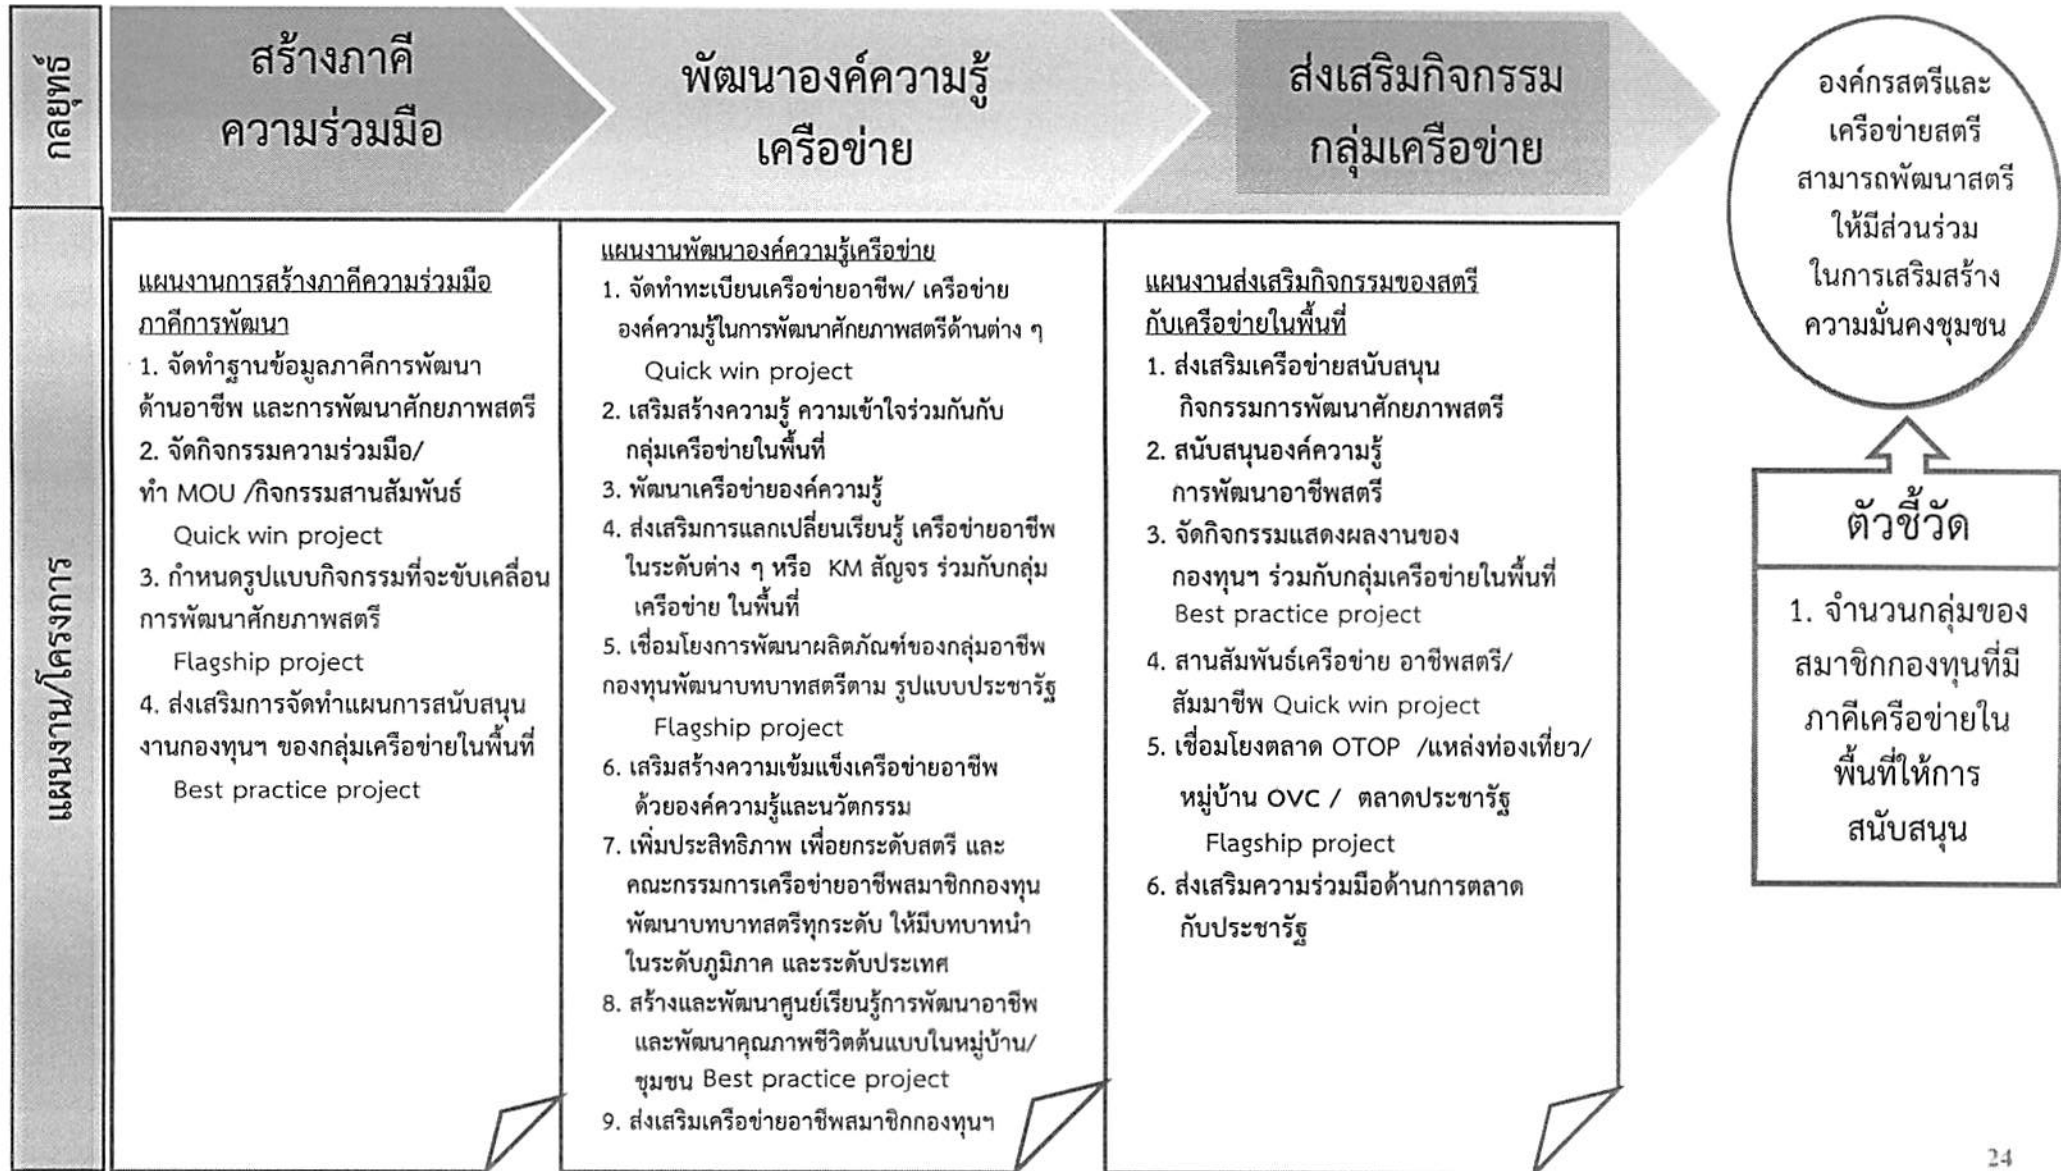 กลยุทธ์
สร้างภาคี
ความร่วมมือ
พัฒนาองค์ความรู้
เครือข่าย
ส่งเสริมกิจกรรม
กลุ่มเครือข่าย
องค์กรสตรีและ
เครือข่ายสตรี
สามารถพัฒนาสตรี
ให้มีส่วนร่วม
ในการเสริมสร้าง
ความมั่นคงชุมชน
แผนงาน/โครงการ
แผนงานการสร้างภาคีความร่วมมือ
ภาคีการพัฒนา
1. จัดทำฐานข้อมูลภาคีการพัฒนา
ด้านอาชีพ และการพัฒนาศักยภาพสตรี
2. จัดกิจกรรมความร่วมมือ/
ทำ MOU /กิจกรรมสานสัมพันธ์
Quick win project
3. กำหนดรูปแบบกิจกรรมที่จะขับเคลื่อน
การพัฒนาศักยภาพสตรี
Flagship project
4. ส่งเสริมการจัดทำแผนการสนับสนุน
งานกองทุนฯ ของกลุ่มเครือข่ายในพื้นที่
Best practice project
แผนงานพัฒนาองค์ความรู้เครือข่าย
1. จัดทำทะเบียนเครือข่ายอาชีพ/ เครือข่าย
องค์ความรู้ในการพัฒนาศักยภาพสตรีด้านต่าง ๆ
Quick win project
2. เสริมสร้างความรู้ ความเข้าใจร่วมกันกับ
กลุ่มเครือข่ายในพื้นที่
3. พัฒนาเครือข่ายองค์ความรู้
4. ส่งเสริมการแลกเปลี่ยนเรียนรู้ เครือข่ายอาชีพ
ในระดับต่าง ๆ หรือ KM สัญจร ร่วมกับกลุ่ม
เครือข่าย ในพื้นที่
5. เชื่อมโยงการพัฒนาผลิตภัณฑ์ของกลุ่มอาชีพ
กองทุนพัฒนาบทบาทสตรีตาม รูปแบบประชารัฐ
Flagship project
6. เสริมสร้างความเข้มแข็งเครือข่ายอาชีพ
ด้วยองค์ความรู้และนวัตกรรม
7. เพิ่มประสิทธิภาพ เพื่อยกระดับสตรี และ
คณะกรรมการเครือข่ายอาชีพสมาชิกกองทุน
พัฒนาบทบาทสตรีทุกระดับ ให้มีบทบาทนำ
ในระดับภูมิภาค และระดับประเทศ
8. สร้างและพัฒนาศูนย์เรียนรู้การพัฒนาอาชีพ
และพัฒนาคุณภาพชีวิตต้นแบบในหมู่บ้าน/
ชุมชน Best practice project
9. ส่งเสริมเครือข่ายอาชีพสมาชิกกองทุนฯ
แผนงานส่งเสริมกิจกรรมของสตรี
กับเครือข่ายในพื้นที่
1. ส่งเสริมเครือข่ายสนับสนุน
กิจกรรมการพัฒนาศักยภาพสตรี
2. สนับสนุนองค์ความรู้
การพัฒนาอาชีพสตรี
3. จัดกิจกรรมแสดงผลงานของ
กองทุนฯ ร่วมกับกลุ่มเครือข่ายในพื้นที่
Best practice project
4. สานสัมพันธ์เครือข่าย อาชีพสตรี/
สัมมาชีพ Quick win project
5. เชื่อมโยงตลาด OTOP /แหล่งท่องเที่ยว/
หมู่บ้าน OVC / ตลาดประชารัฐ
Flagship project
6. ส่งเสริมความร่วมมือด้านการตลาด
กับประชารัฐ
ตัวชี้วัด
1. จำนวนกลุ่มของ
สมาชิกกองทุนที่มี
ภาคีเครือข่ายใน
พื้นที่ให้การ
สนับสนุน
24